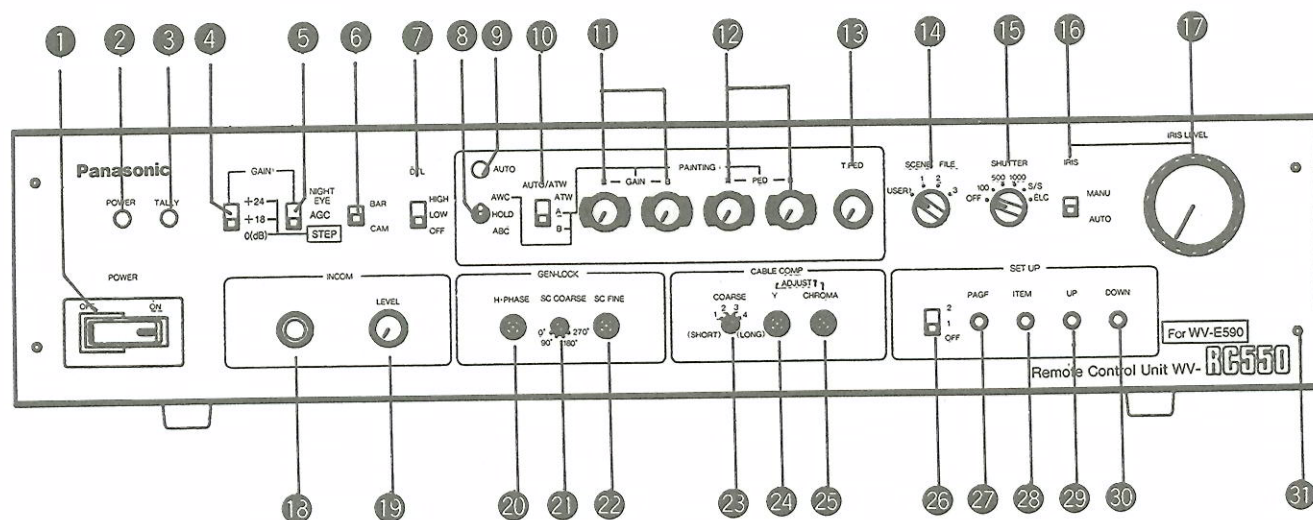 1 2 3 4 5 6 7 8 9 10 11 12 13 14 15 16 17
Panasonic
POWER
TALLY
GAIN
+24
+18
0(dB)
NIGHT EYE
AGC
STEP
BAR
CAM
DTL
HIGH
LOW
OFF
AUTO
AWC
HOLD
ABC
AUTO/ATW
ATW
A
B
PAINTING
R GAIN B
R PED B
T.PED
SCENE FILE
USER 1 2 3
SHUTTER
OFF 100 500 1000 S/S ELC
IRIS
MANU
AUTO
IRIS LEVEL
POWER
OFF
ON
INCOM
LEVEL
GEN-LOCK
H-PHASE
SC COARSE
0° 90° 180° 270°
SC FINE
CABLE COMP
COARSE
1 2 3 4
(SHORT) (LONG)
ADJUST
Y
CHROMA
SET UP
2
1
OFF
PAGE
ITEM
UP
DOWN
For WV-E590
Remote Control Unit WV-RC550
18 19 20 21 22 23 24 25 26 27 28 29 30 31